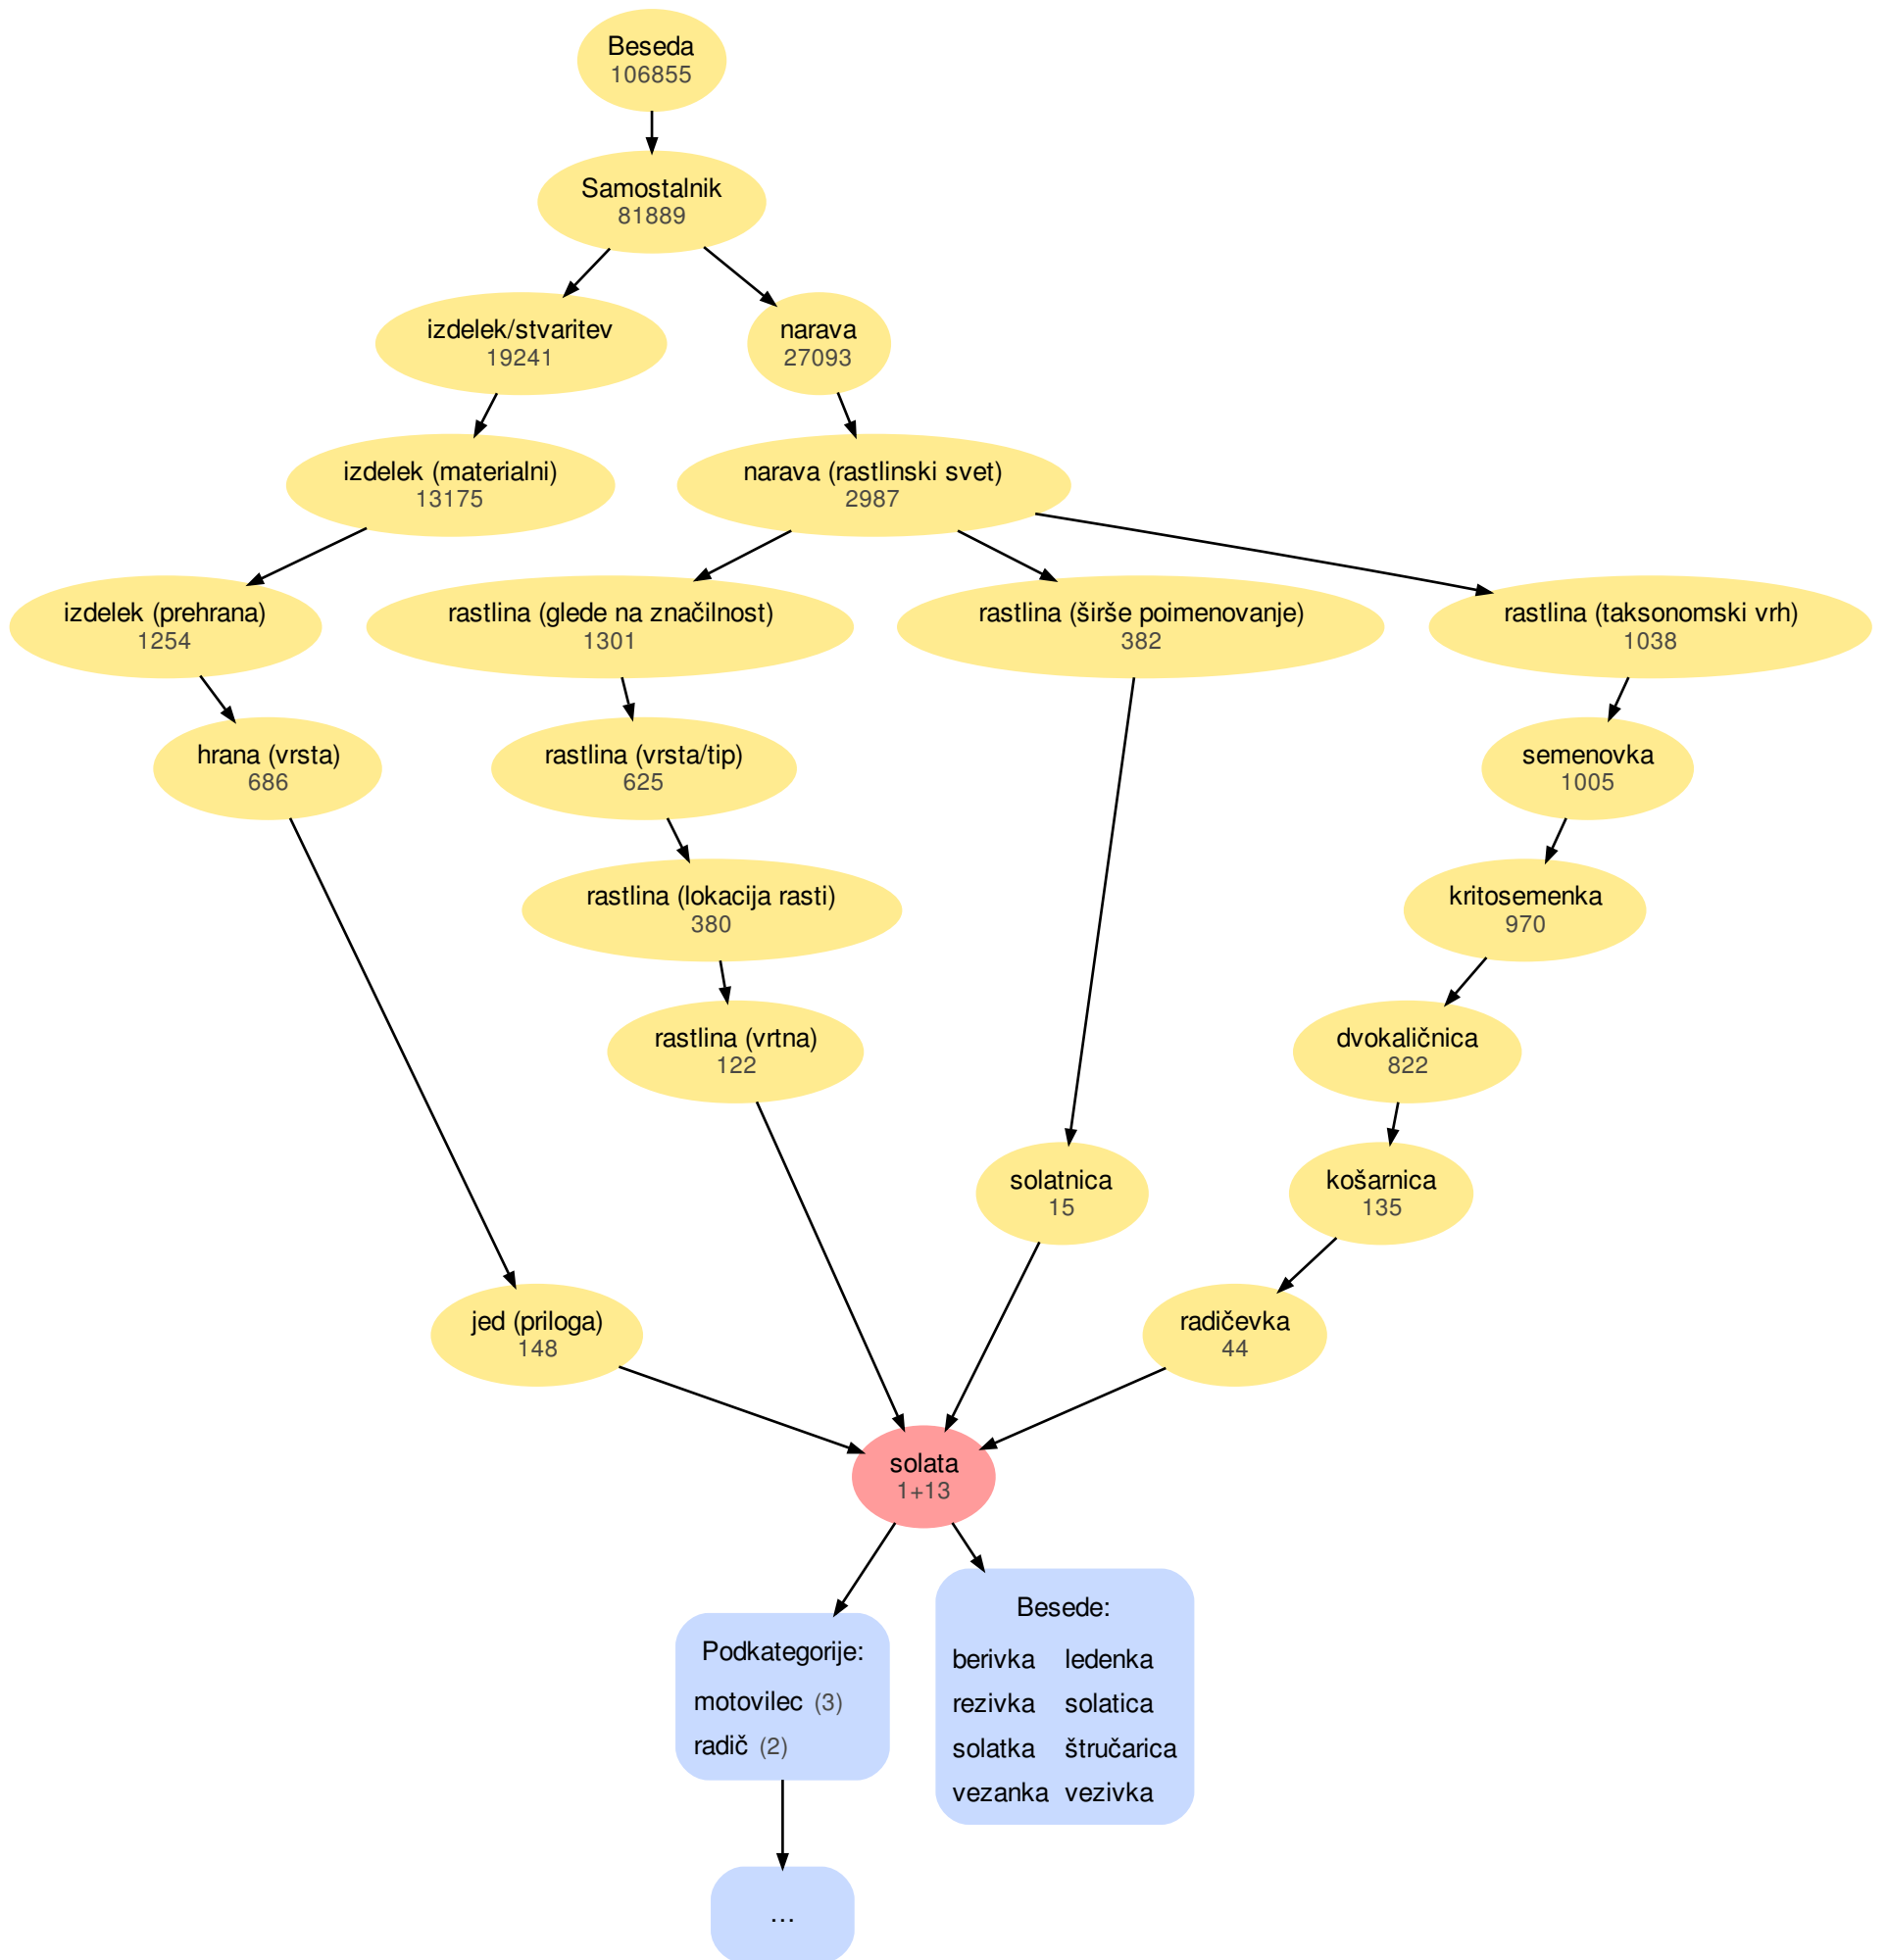 Beseda
106855
Samostalnik
81889
izdelek/stvaritev
19241
narava
27093
izdelek (materialni)
13175
narava (rastlinski svet)
2987
izdelek (prehrana)
1254
rastlina (glede na značilnost)
1301
rastlina (širše poimenovanje)
382
rastlina (taksonomski vrh)
1038
hrana (vrsta)
686
rastlina (vrsta/tip)
625
semenovka
1005
rastlina (lokacija rasti)
380
kritosemenka
970
rastlina (vrtna)
122
dvokaličnica
822
solatnica
15
košarnica
135
jed (priloga)
148
radičevka
44
solata
1+13
Podkategorije:
motovilec (3)
radič (2)
Besede:
berivka ledenka
rezivka solatica
solatka štručarica
vezanka vezivka
...